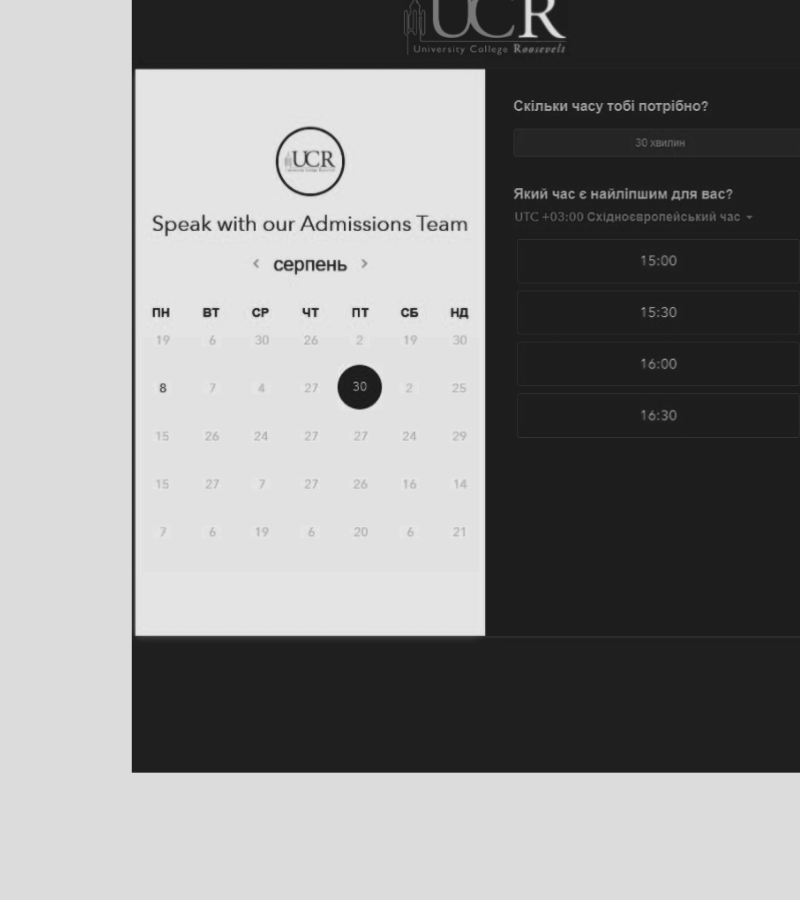 UCR
University College Roosevelt
UCR
Speak with our Admissions Team
< серпень >
ПН ВТ СР ЧТ ПТ СБ НД
19 6 30 26 2 19 30
8 7 4 27 30 2 25
15 26 24 27 27 24 29
15 27 7 27 26 16 14
7 6 19 6 20 6 21
Скільки часу тобі потрібно?
30 хвилин
Який час є найліпшим для вас?
UTC +03:00 Східноєвропейський час
15:00
15:30
16:00
16:30